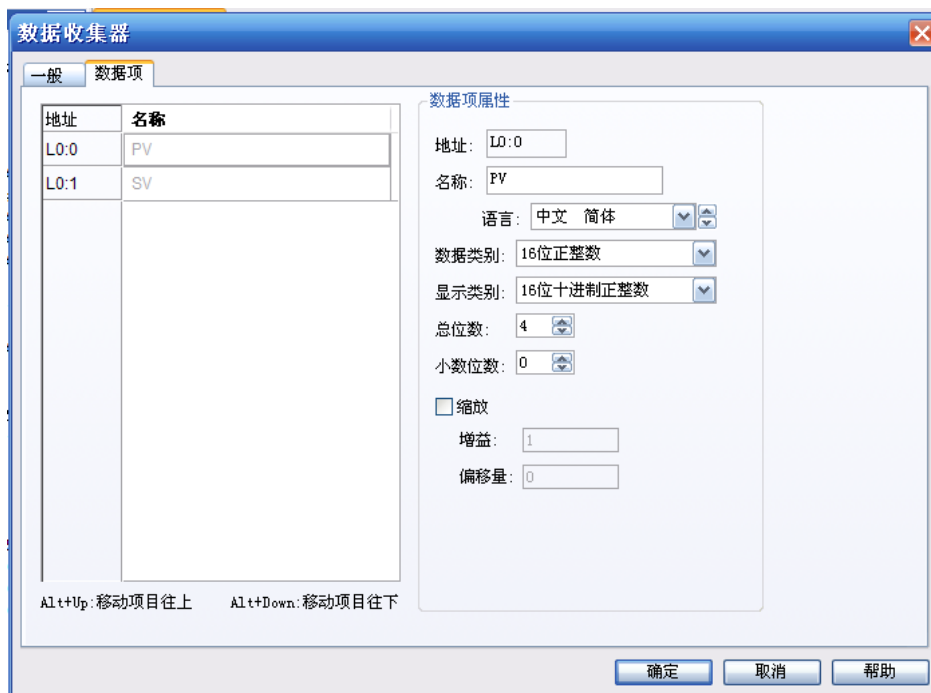 数据收集器
一般 数据项
地址 名称
L0:0 PV
L0:1 SV
Alt+Up:移动项目往上 Alt+Down:移动项目往下
数据项属性
地址: L0:0
名称: PV
语言: 中文 简体
数据类别: 16位正整数
显示类别: 16位十进制正整数
总位数: 4
小数位数: 0
缩放
增益: 1
偏移量: 0
确定 取消 帮助